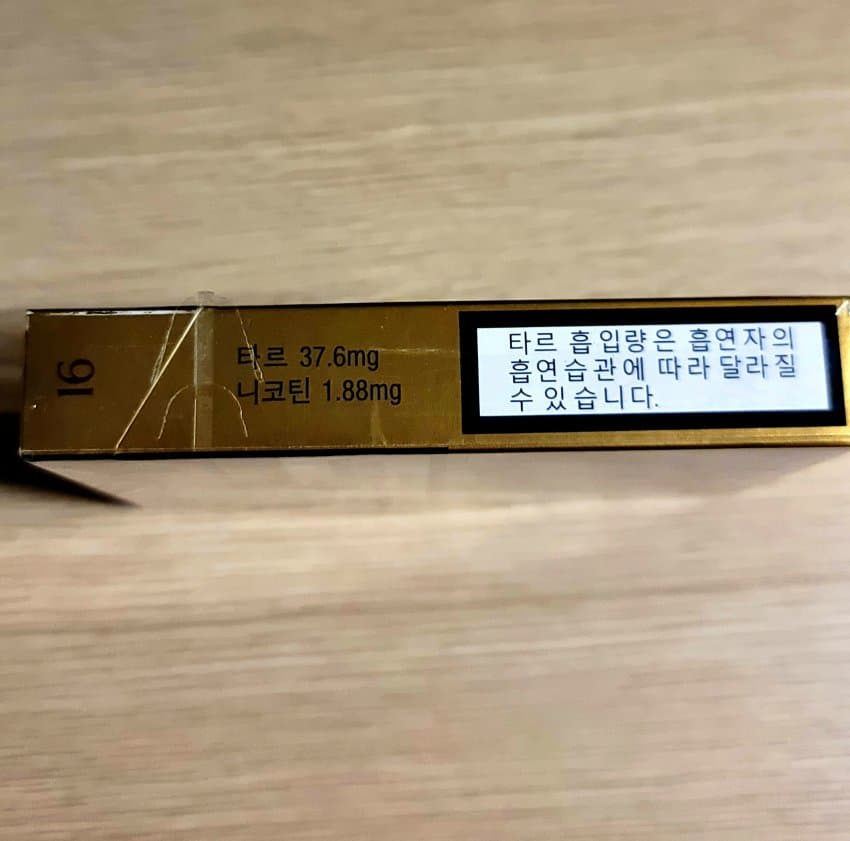 16
타르 37.6mg
니코틴 1.88mg
타르 흡입량은 흡연자의
흡연습관에 따라 달라질
수 있습니다.